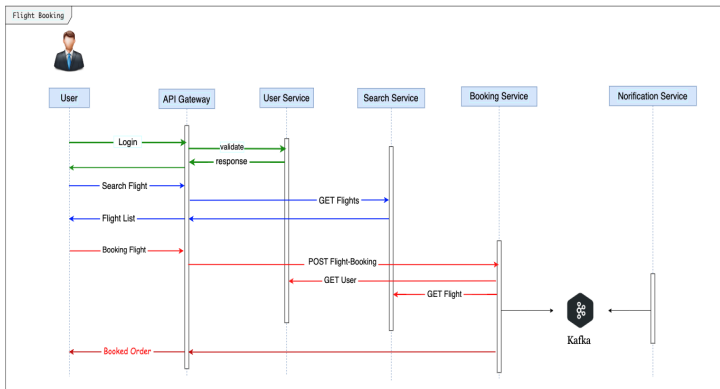 Flight Booking
User
API Gateway
User Service
Search Service
Booking Service
Norification Service
Login
validate
response
Search Flight
GET Flights
Flight List
Booking Flight
POST Flight-Booking
GET User
GET Flight
Kafka
Booked Order